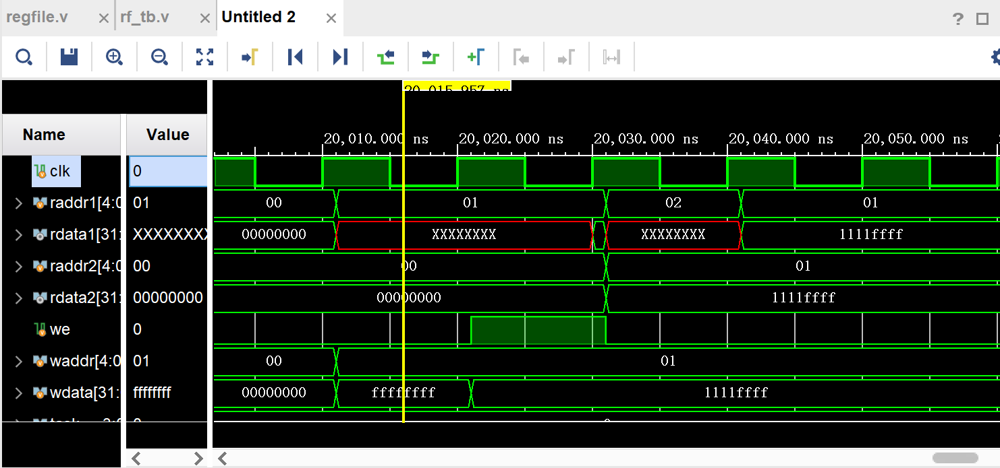 regfile.v rf_tb.v Untitled 2
?
20,015.957 ns
Name Value
20,010.000 ns 20,020.000 ns 20,030.000 ns 20,040.000 ns 20,050.000 ns
clk 0
raddr1[4:0 01 00 01 02 01
rdata1[31: XXXXXXXX 00000000 XXXXXXXX XXXXXXXX 1111ffff
raddr2[4:0 00 00 01
rdata2[31: 00000000 00000000 1111ffff
we 0
waddr[4:0 01 00 01
wdata[31: ffffffff 00000000 ffffffff 1111ffff